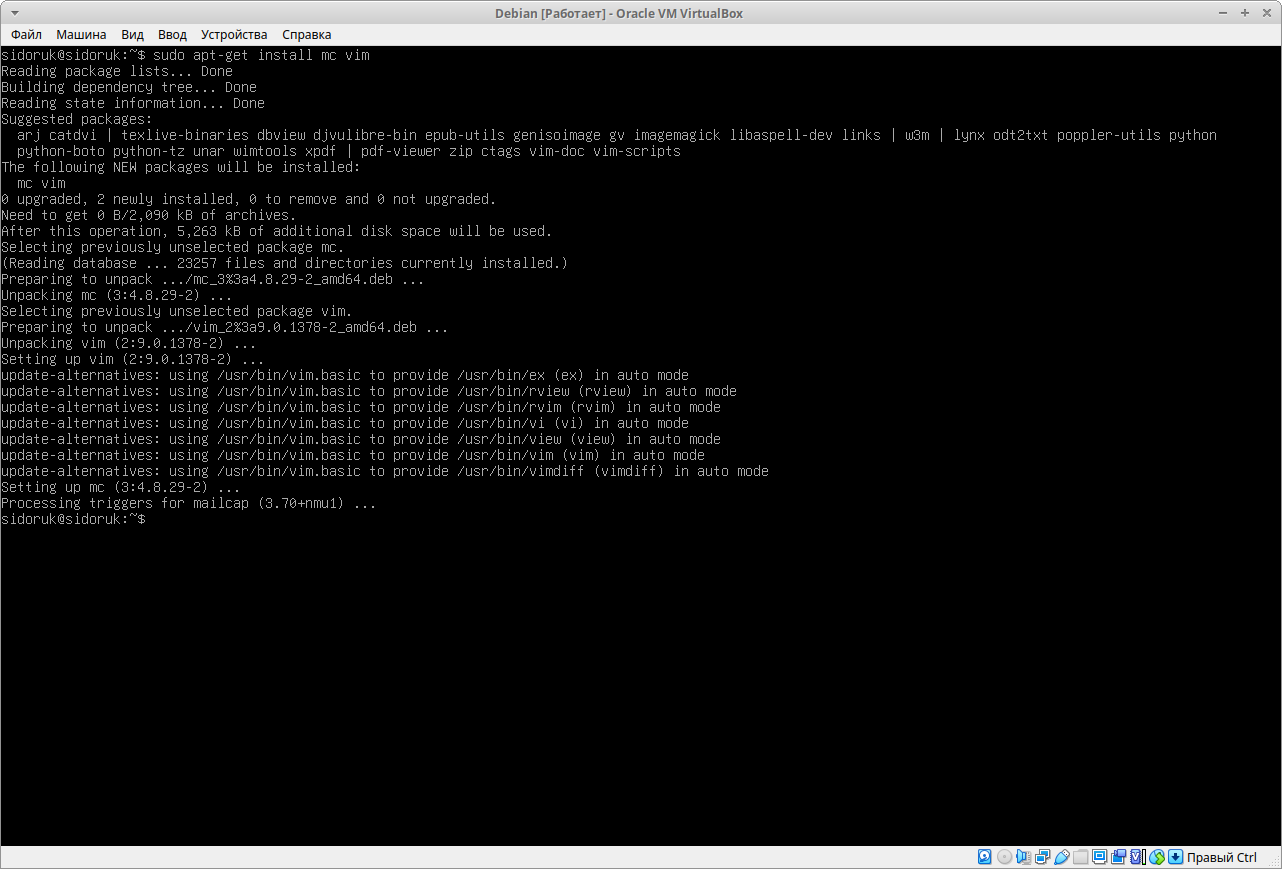 Debian [Работает] - Oracle VM VirtualBox
Файл Машина Вид Ввод Устройства Справка
sidoruk@sidoruk:~$ sudo apt-get install mc vim
Reading package lists... Done
Building dependency tree... Done
Reading state information... Done
Suggested packages:
  arj catdvi | texlive-binaries dbview djvulibre-bin epub-utils genisoimage gv imagemagick libaspell-dev links | w3m | lynx odt2txt poppler-utils python
  python-boto python-tz unar wimtools xpdf | pdf-viewer zip ctags vim-doc vim-scripts
The following NEW packages will be installed:
  mc vim
0 upgraded, 2 newly installed, 0 to remove and 0 not upgraded.
Need to get 0 B/2,090 kB of archives.
After this operation, 5,263 kB of additional disk space will be used.
Selecting previously unselected package mc.
(Reading database ... 23257 files and directories currently installed.)
Preparing to unpack .../mc_3%3a4.8.29-2_amd64.deb ...
Unpacking mc (3:4.8.29-2) ...
Selecting previously unselected package vim.
Preparing to unpack .../vim_2%3a9.0.1378-2_amd64.deb ...
Unpacking vim (2:9.0.1378-2) ...
Setting up vim (2:9.0.1378-2) ...
update-alternatives: using /usr/bin/vim.basic to provide /usr/bin/ex (ex) in auto mode
update-alternatives: using /usr/bin/vim.basic to provide /usr/bin/rview (rview) in auto mode
update-alternatives: using /usr/bin/vim.basic to provide /usr/bin/rvim (rvim) in auto mode
update-alternatives: using /usr/bin/vim.basic to provide /usr/bin/vi (vi) in auto mode
update-alternatives: using /usr/bin/vim.basic to provide /usr/bin/view (view) in auto mode
update-alternatives: using /usr/bin/vim.basic to provide /usr/bin/vim (vim) in auto mode
update-alternatives: using /usr/bin/vim.basic to provide /usr/bin/vimdiff (vimdiff) in auto mode
Setting up mc (3:4.8.29-2) ...
Processing triggers for mailcap (3.70+nmu1) ...
sidoruk@sidoruk:~$
Правый Ctrl